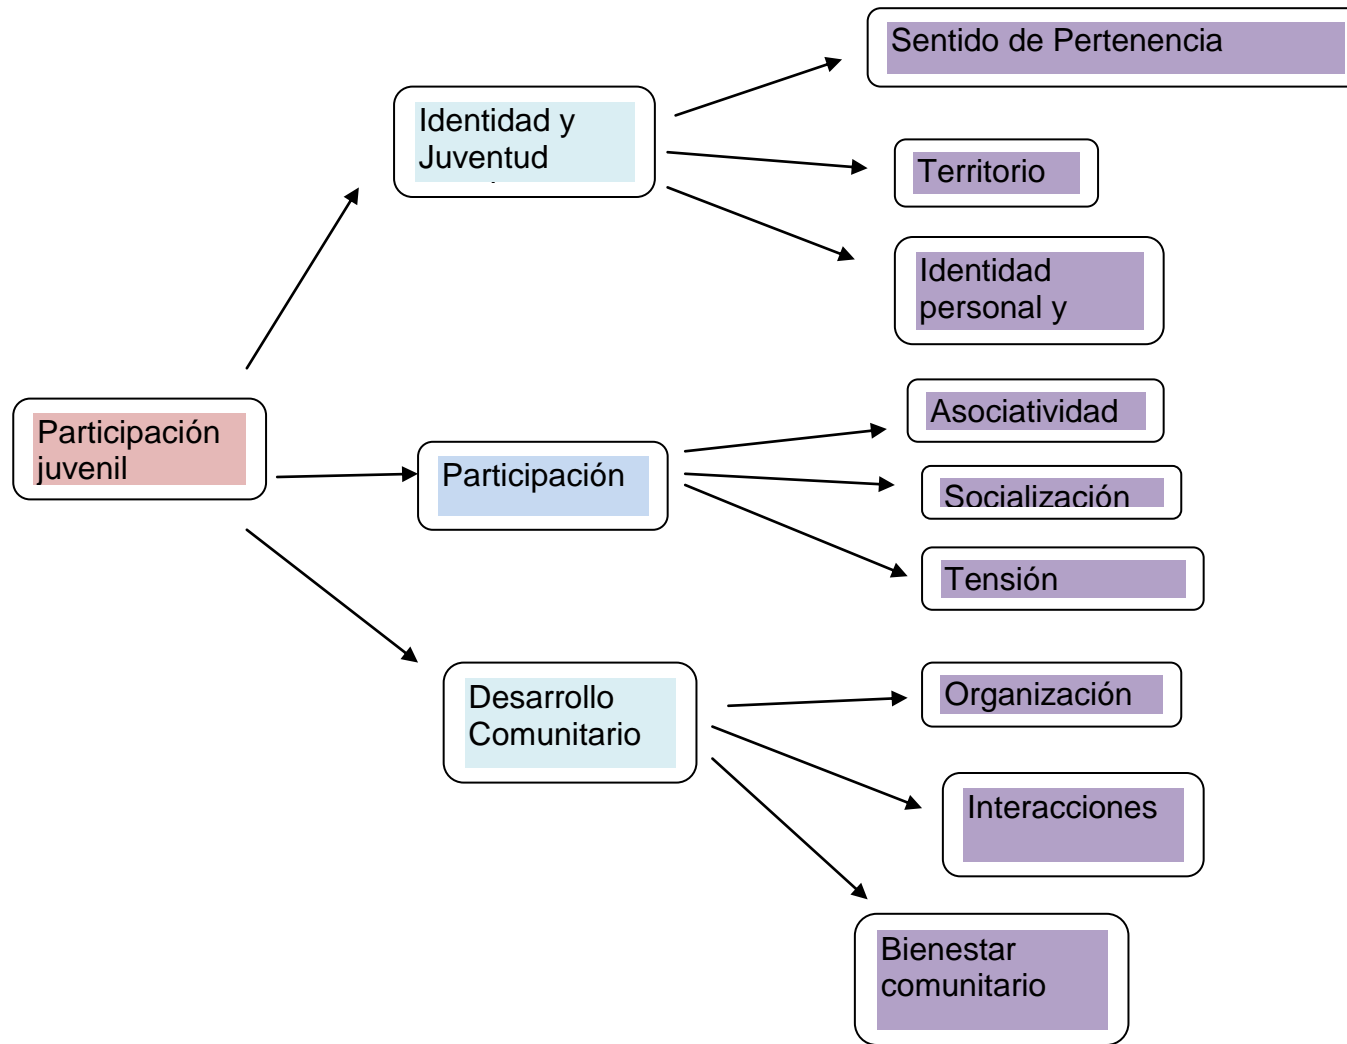 Sentido de Pertenencia
Identidad y
Juventud
Territorio
Identidad
personal y
Participación
juvenil
Asociatividad
Participación
Socialización
Tensión
Desarrollo
Comunitario
Organización
Interacciones
Bienestar
comunitario